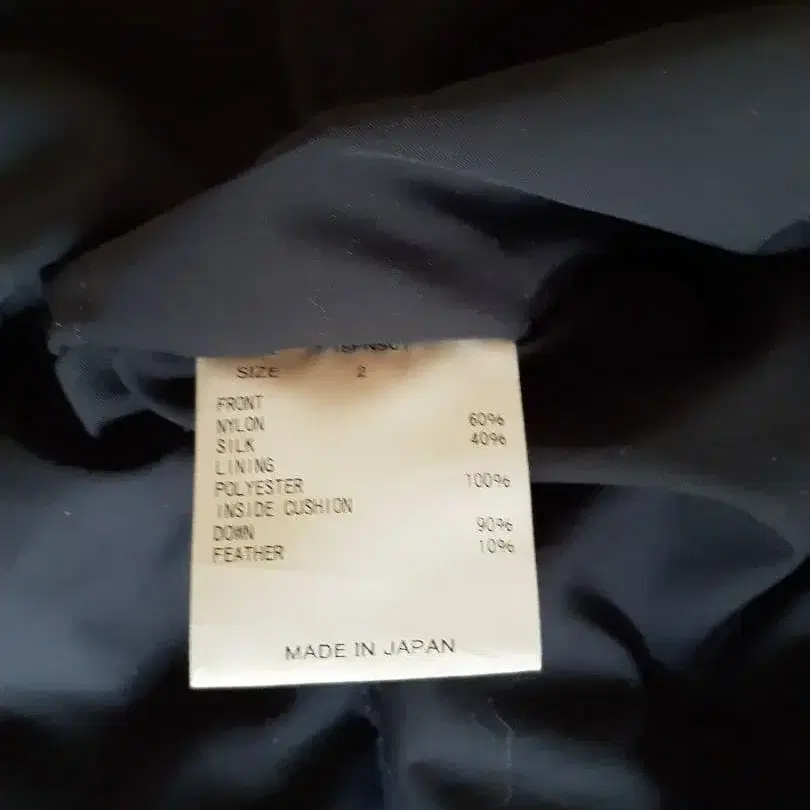 SIZE 2
FRONT
NYLON 60%
SILK 40%
LINING
POLYESTER 100%
INSIDE CUSHION
DOWN 90%
FEATHER 10%
MADE IN JAPAN